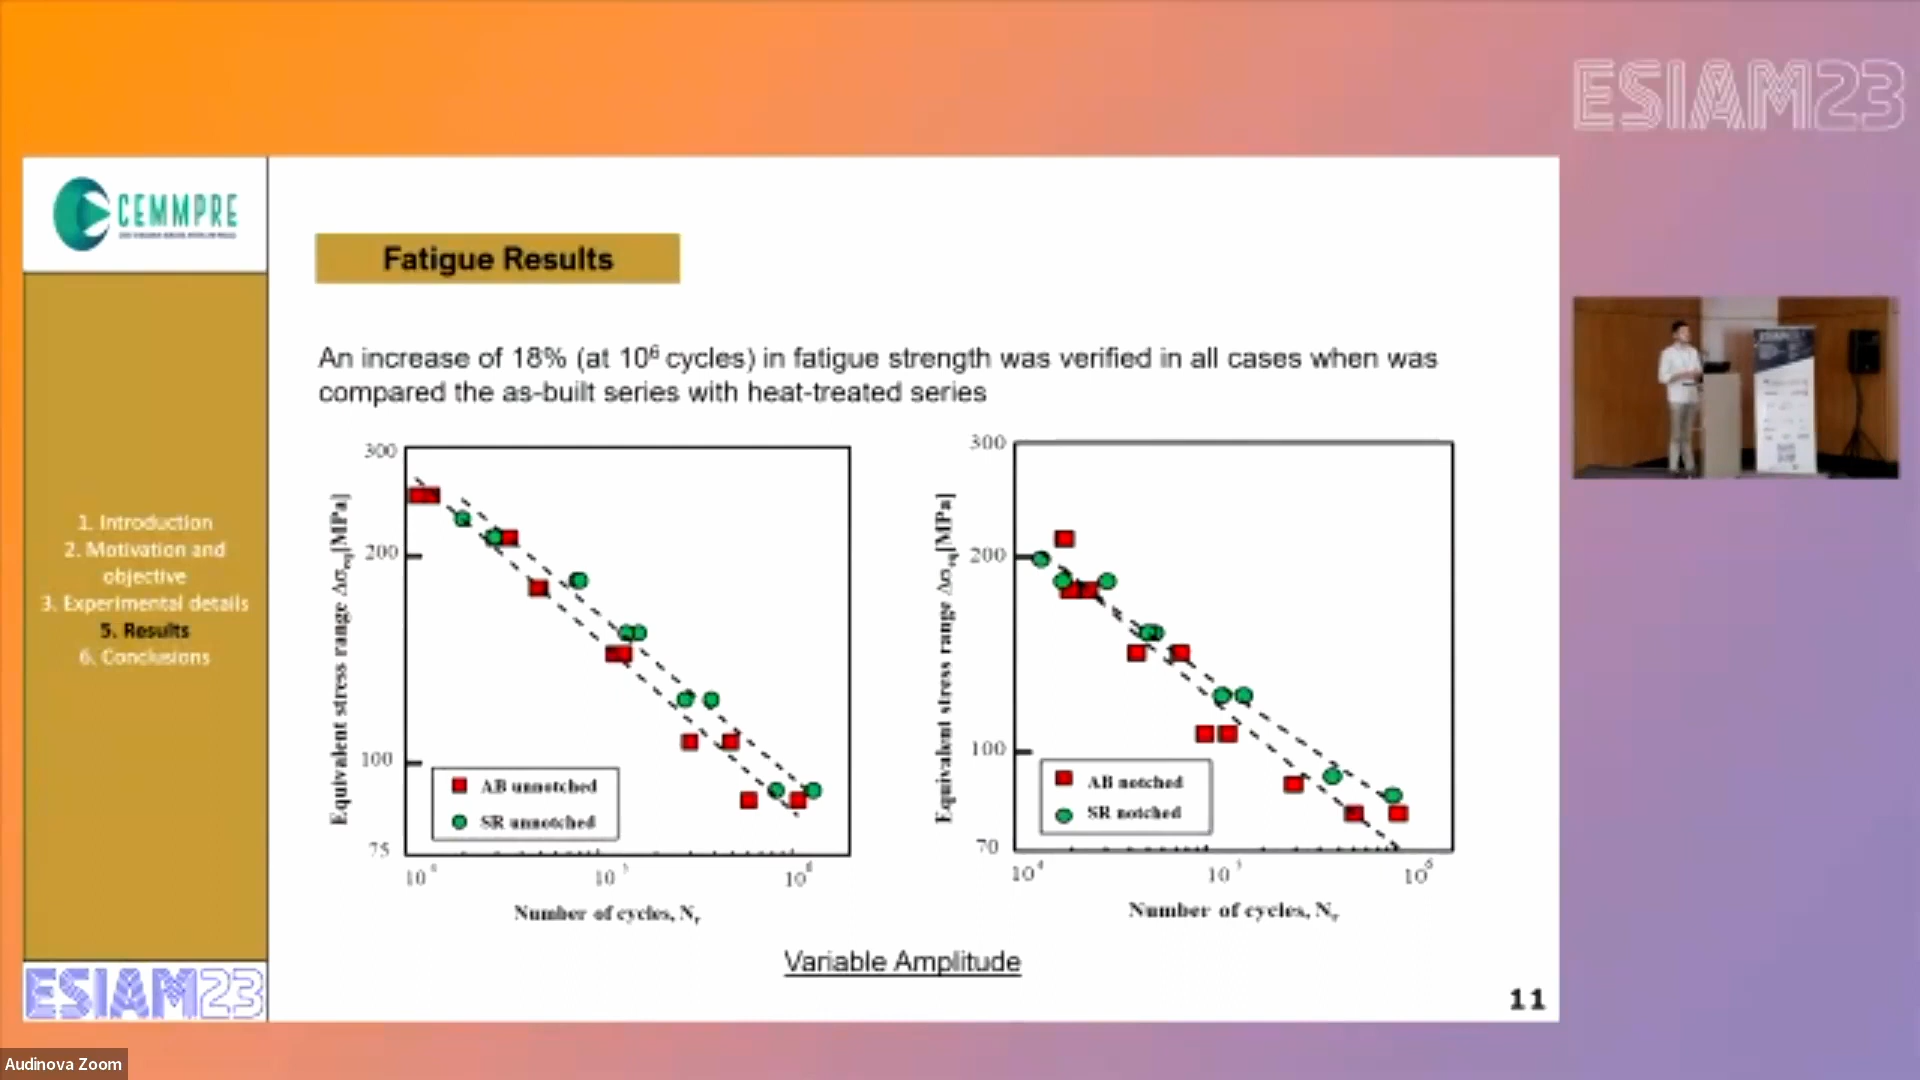 ESIAM23
CEMMPRE
Fatigue Results
An increase of 18% (at 10⁶ cycles) in fatigue strength was verified in all cases when was
compared the as-built series with heat-treated series
1. Introduction
2. Motivation and
objective
3. Experimental details
5. Results
6. Conclusions
Equivalent stress range Δσeq[MPa]
300
200
100
75
AB unnotched
SR unnotched
10⁴
10⁵
10⁶
Number of cycles, Nr
Equivalent stress range Δσeq[MPa]
300
200
100
70
AB notched
SR notched
10⁴
10⁵
10⁶
Number of cycles, Nr
Variable Amplitude
ESIAM23
11
Audinova Zoom